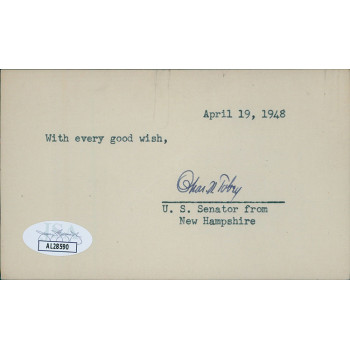 April 19, 1948
With every good wish,
Chas W Tobey
U. S. Senator from
New Hampshire
AL28590